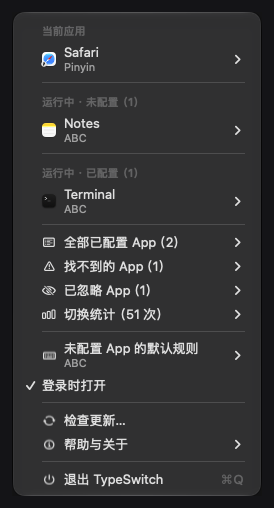 当前应用
Safari
Pinyin
运行中 · 未配置 (1)
Notes
ABC
运行中 · 已配置 (1)
Terminal
ABC
全部已配置 App (2)
找不到的 App (1)
已忽略 App (1)
切换统计（51 次）
未配置 App 的默认规则
ABC
登录时打开
检查更新...
帮助与关于
退出 TypeSwitch ⌘Q